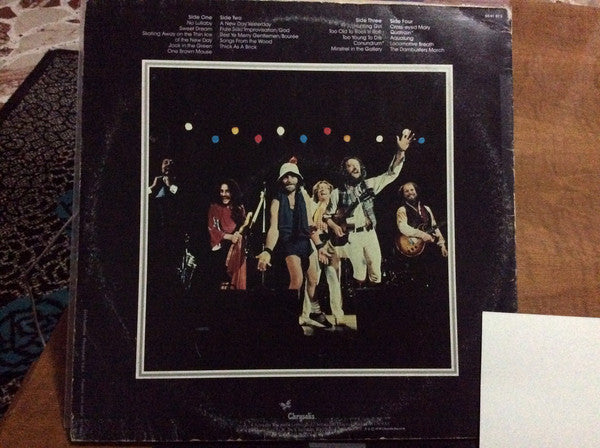 Side One
No Lullaby
Sweet Dream
Skating Away on the Thin Ice
of the New Day
Jack in the Green
One Brown Mouse
Side Two
A New Day Yesterday
Flute Solo Improvisation/God
Rest Ye Merry Gentlemen/Bourée
Songs From the Wood
Thick As A Brick
Side Three
Hunting Girl
Too Old To Rock n Roll:
Too Young To Die
Conundrum*
Minstrel in the Gallery
Side Four
Cross-eyed Mary
Quatrain*
Aqualung
Locomotive Breath
The Dambusters March
Chrysalis